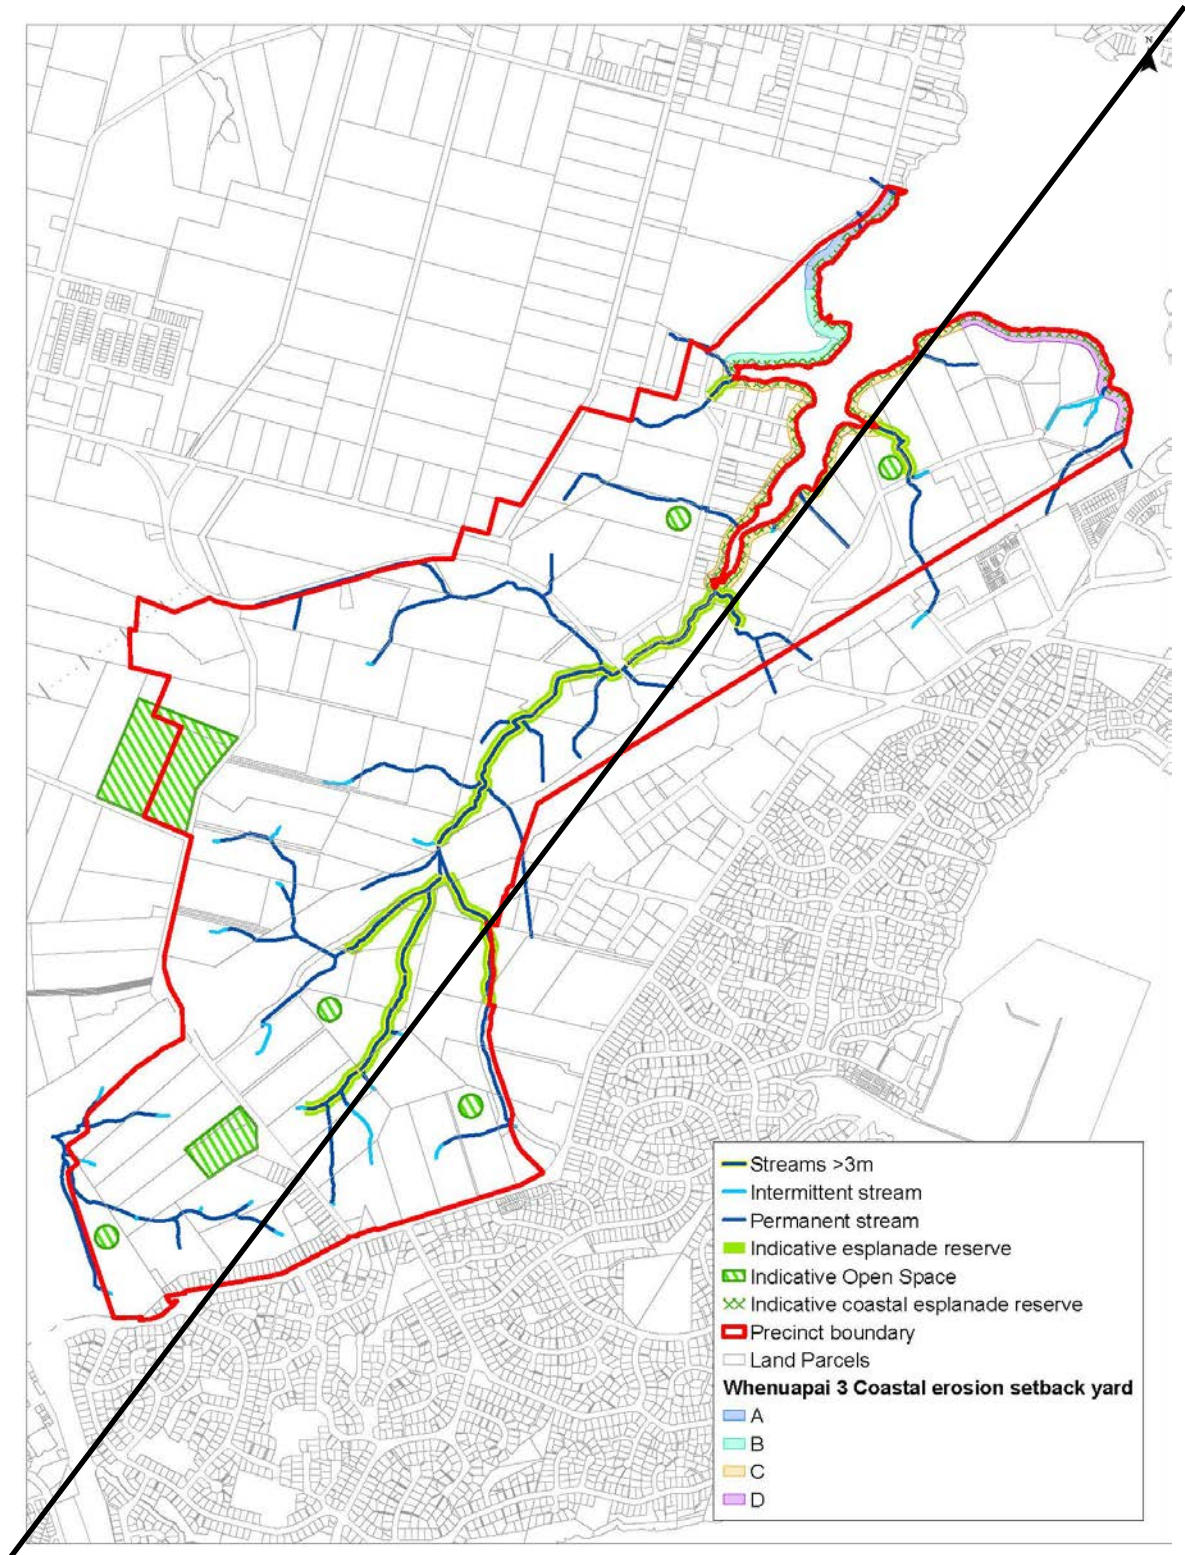 N
Streams >3m
Intermittent stream
Permanent stream
Indicative esplanade reserve
Indicative Open Space
Indicative coastal esplanade reserve
Precinct boundary
Land Parcels
Whenuapai 3 Coastal erosion setback yard
A
B
C
D